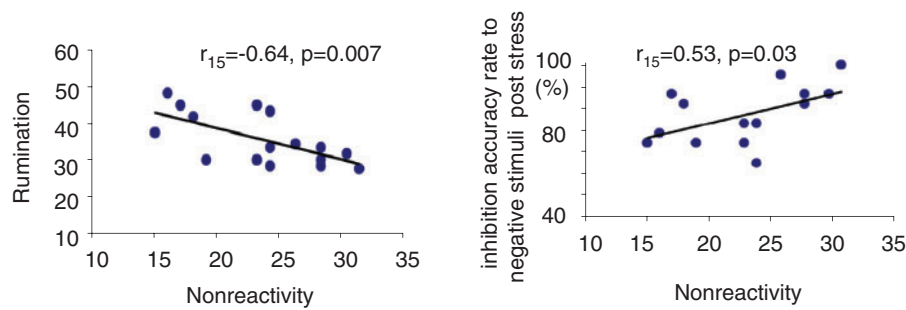 r15=-0.64, p=0.007
60
50
40
30
20
10
Rumination
10 15 20 25 30 35
Nonreactivity
r15=0.53, p=0.03
100
(%)
80
60
40
inhibition accuracy rate to
negative stimuli post stress
10 15 20 25 30 35
Nonreactivity